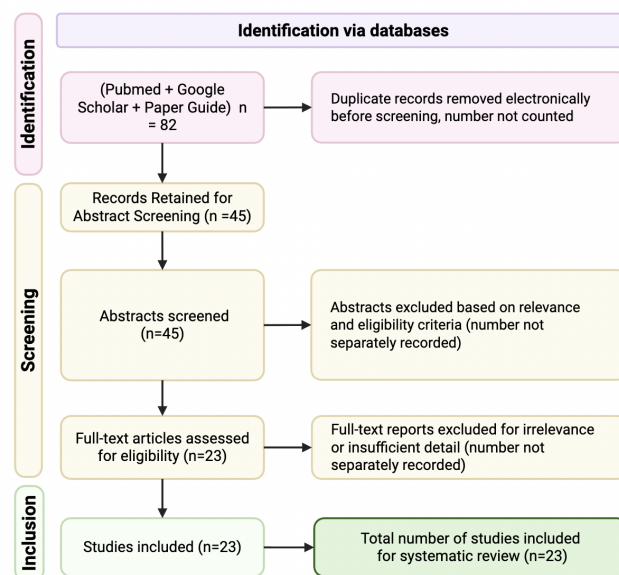 Identification via databases
Identification
(Pubmed + Google
Scholar + Paper Guide) n
= 82
Duplicate records removed electronically
before screening, number not counted
Screening
Records Retained for
Abstract Screening (n =45)
Abstracts screened
(n=45)
Abstracts excluded based on relevance
and eligibility criteria (number not
separately recorded)
Full-text articles assessed
for eligibility (n=23)
Full-text reports excluded for irrelevance
or insufficient detail (number not
separately recorded)
Inclusion
Studies included (n=23)
Total number of studies included
for systematic review (n=23)